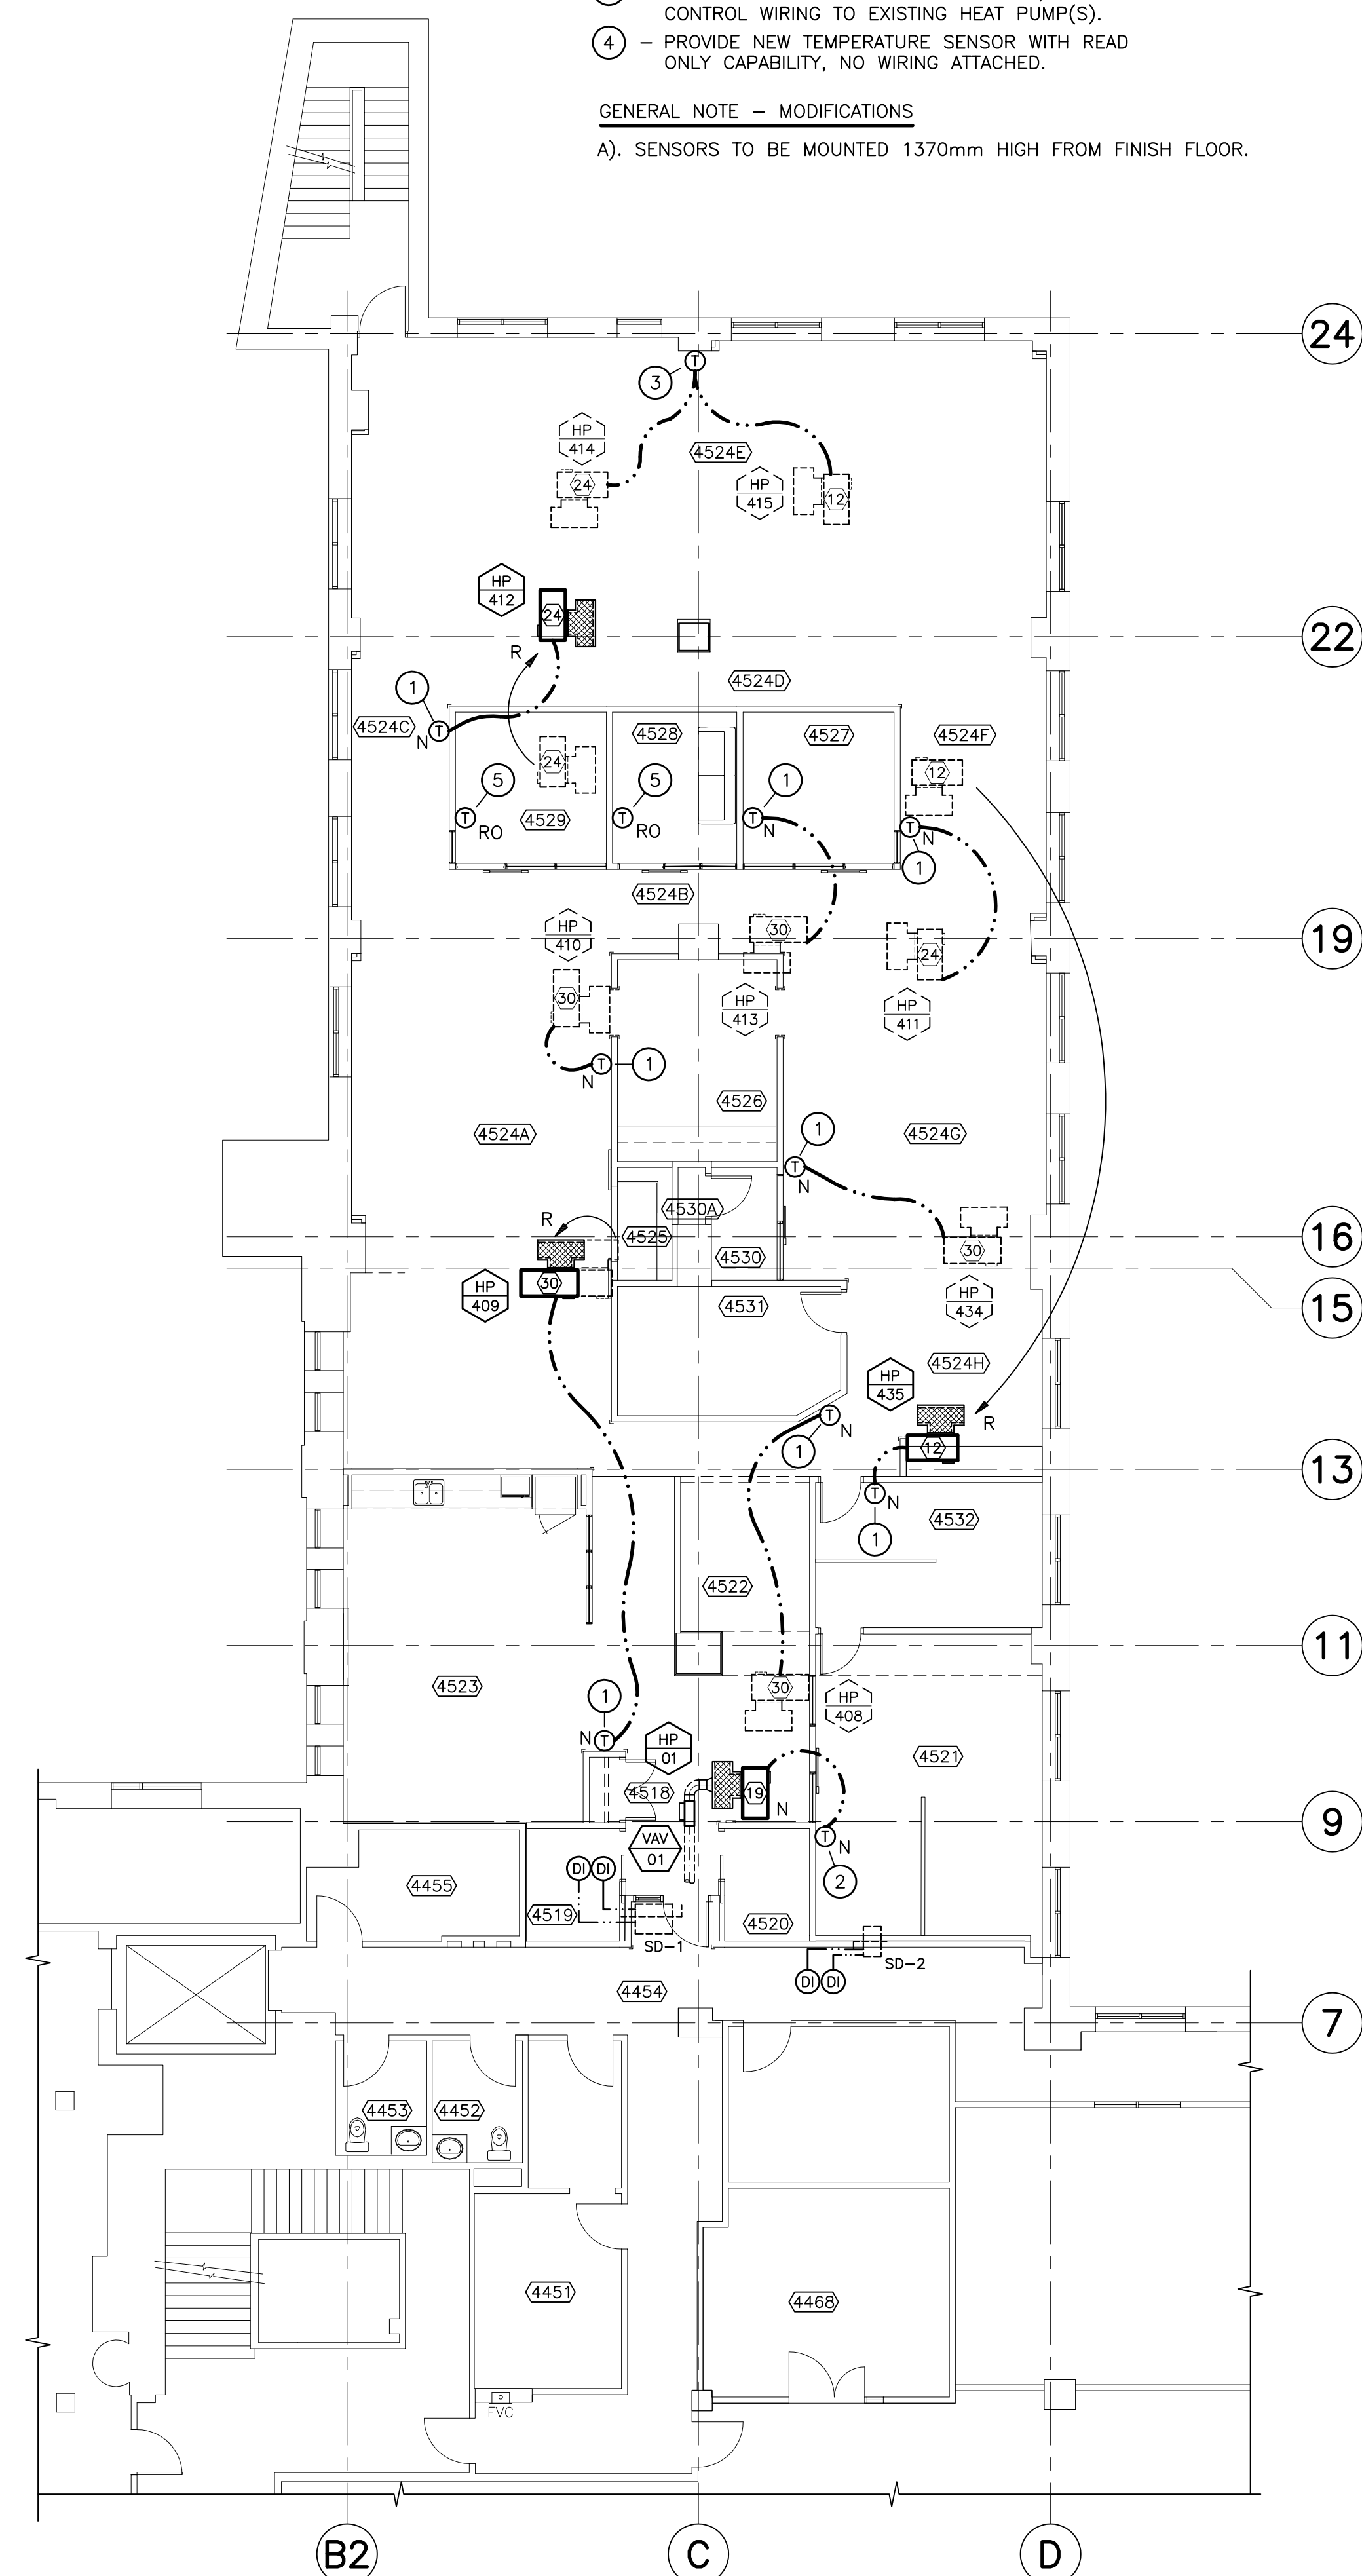 CONTROL WIRING TO EXISTING HEAT PUMP(S).
4 – PROVIDE NEW TEMPERATURE SENSOR WITH READ
ONLY CAPABILITY, NO WIRING ATTACHED.
GENERAL NOTE – MODIFICATIONS
A). SENSORS TO BE MOUNTED 1370mm HIGH FROM FINISH FLOOR.
24
T
3
HP
414
4524E
24
HP
415
12
HP
412
24
22
R
1
4524D
4524C
T
N
4528
4527
4524F
24
12
5
5
1
T
RO
4529
T
RO
T
N
T
N
1
4524B
HP
410
30
19
24
30
HP
413
HP
411
T
1
N
4526
1
4524A
4524G
T
N
4530A
R
4525
16
30
4530
30
HP
409
HP
434
4531
15
4524H
HP
435
T
N
R
1
12
13
T
N
4532
1
4522
11
4523
30
1
HP
408
N
T
HP
01
4521
4518
19
N
9
VAV
01
T
N
DI
DI
2
4455
4519
4520
SD-1
SD-2
DI
DI
4454
7
4453
4452
4451
4468
FVC
B2
C
D